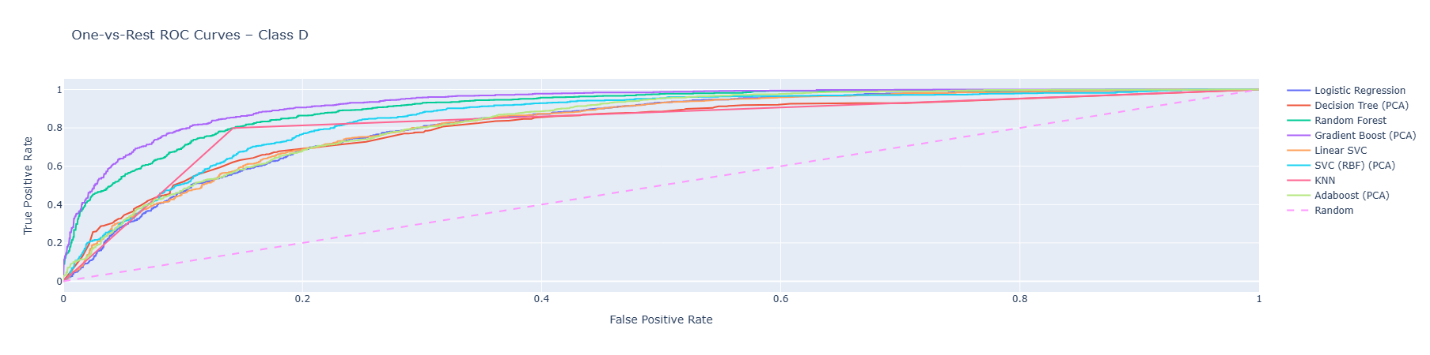 One-vs-Rest ROC Curves – Class D
True Positive Rate
1
0.8
0.6
0.4
0.2
0
0
0.2
0.4
0.6
0.8
1
False Positive Rate
Logistic Regression
Decision Tree (PCA)
Random Forest
Gradient Boost (PCA)
Linear SVC
SVC (RBF) (PCA)
KNN
Adaboost (PCA)
Random